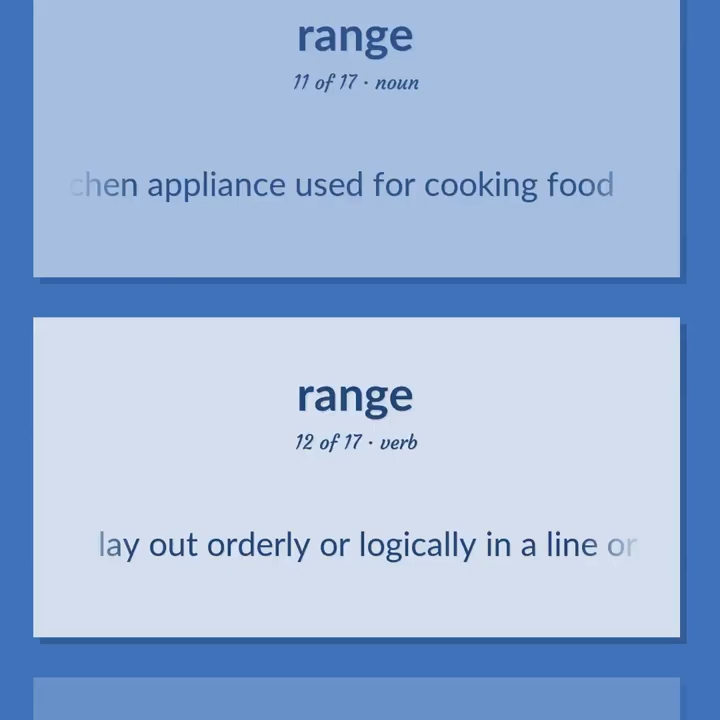 range
11 of 17 · noun
chen appliance used for cooking food
range
12 of 17 · verb
lay out orderly or logically in a line or